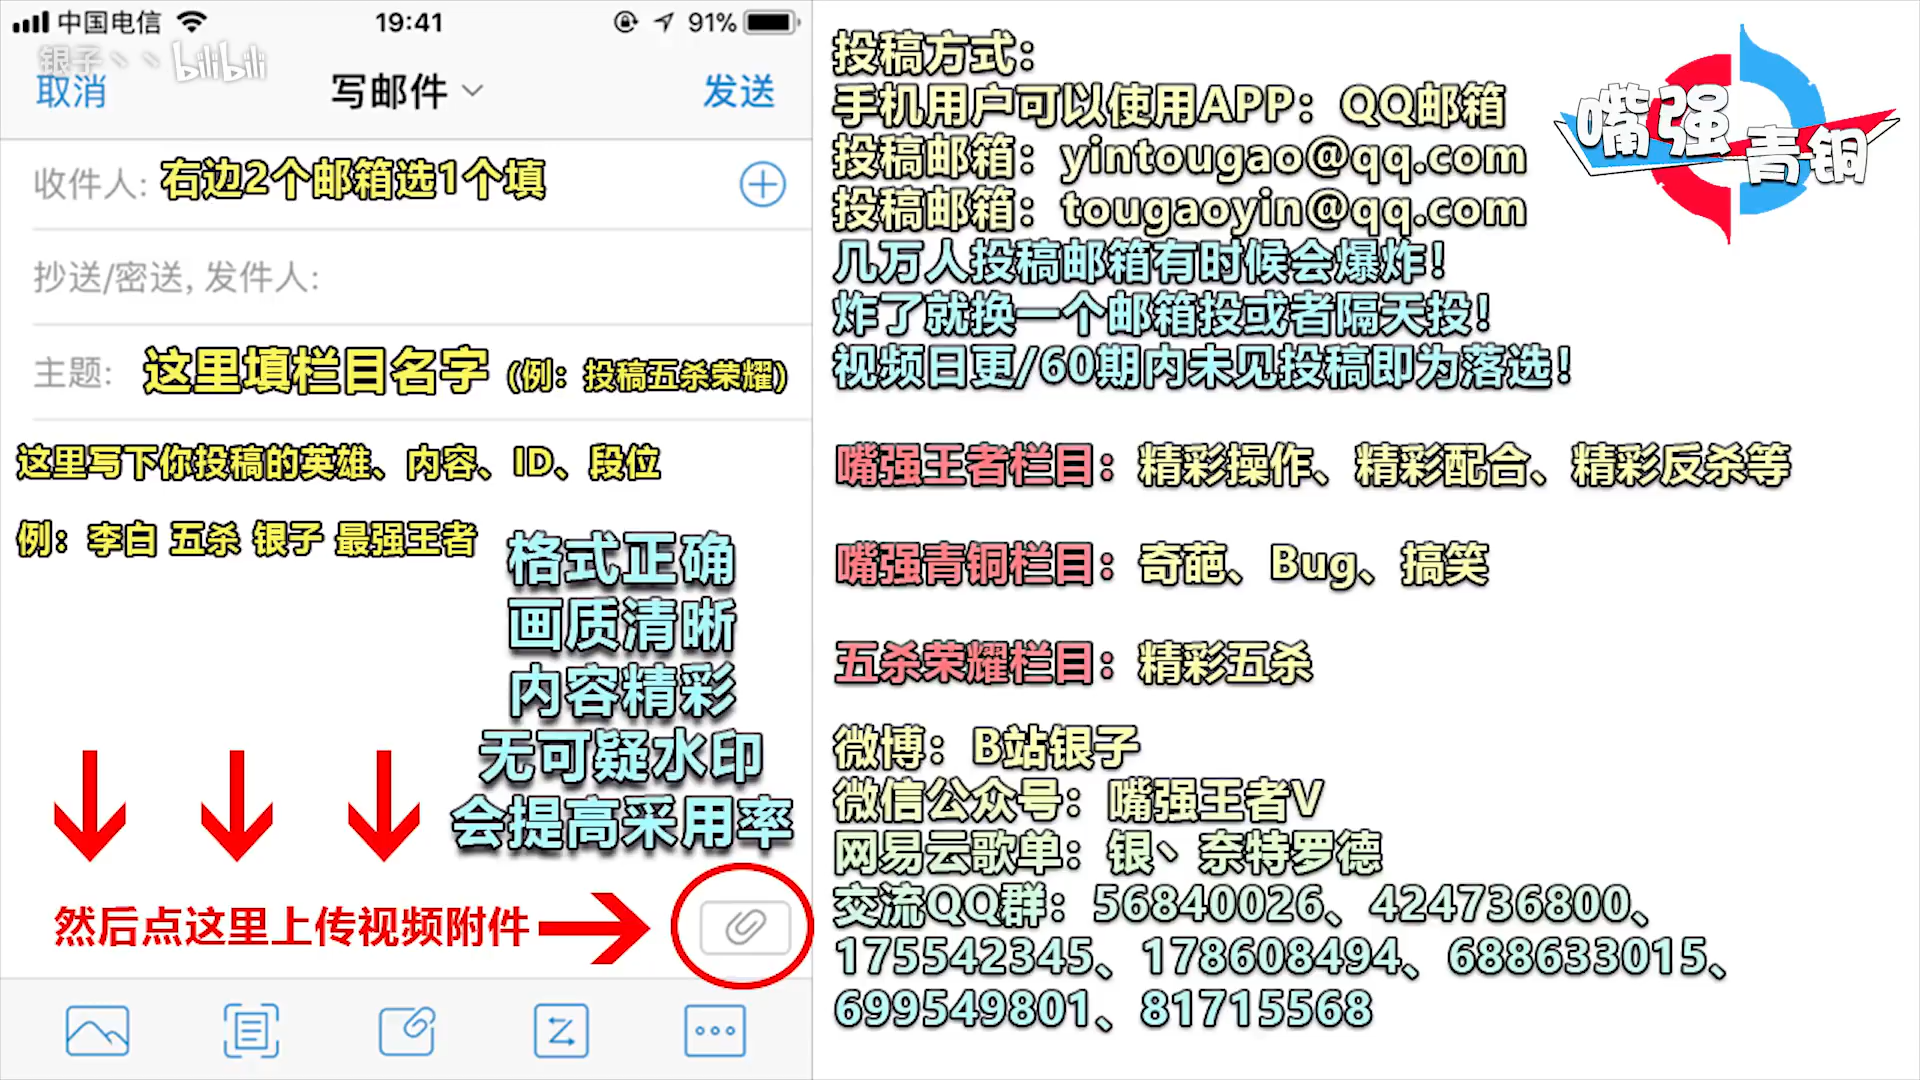 中国电信
19:41
91%
银子丶丶 bilibili
取消
写邮件
发送
收件人: 右边2个邮箱选1个填
抄送/密送, 发件人:
主题: 这里填栏目名字 (例：投稿五杀荣耀)
这里写下你投稿的英雄、内容、ID、段位
例：李白 五杀 银子 最强王者
格式正确
画质清晰
内容精彩
无可疑水印
会提高采用率
然后点这里上传视频附件
投稿方式：
手机用户可以使用APP：QQ邮箱
投稿邮箱：yintougao@qq.com
投稿邮箱：tougaoyin@qq.com
几万人投稿邮箱有时候会爆炸！
炸了就换一个邮箱投或者隔天投！
视频日更/60期内未见投稿即为落选！
嘴强王者栏目：精彩操作、精彩配合、精彩反杀等
嘴强青铜栏目：奇葩、Bug、搞笑
五杀荣耀栏目：精彩五杀
微博：B站银子
微信公众号：嘴强王者V
网易云歌单：银丶奈特罗德
交流QQ群：56840026、424736800、
175542345、178608494、688633015、
699549801、81715568
嘴强青铜